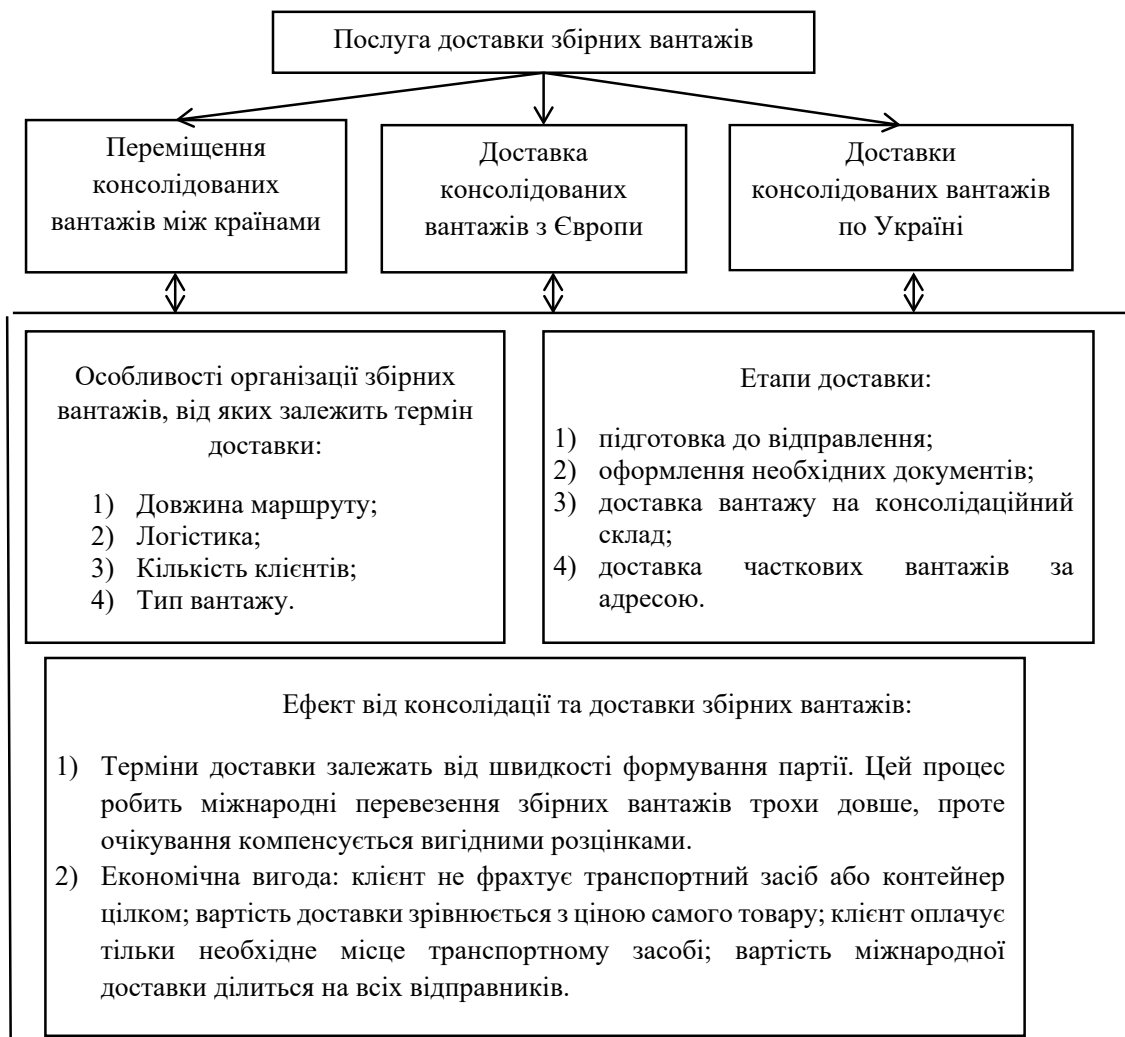 Послуга доставки збірних вантажів
Переміщення
консолідованих
вантажів між країнами
Доставка
консолідованих
вантажів з Європи
Доставки
консолідованих вантажів
по Україні
Особливості організації збірних
вантажів, від яких залежить термін
доставки:
1) Довжина маршруту;
2) Логістика;
3) Кількість клієнтів;
4) Тип вантажу.
Етапи доставки:
1) підготовка до відправлення;
2) оформлення необхідних документів;
3) доставка вантажу на консолідаційний
склад;
4) доставка часткових вантажів за
адресою.
Ефект від консолідації та доставки збірних вантажів:
1) Терміни доставки залежать від швидкості формування партії. Цей процес
робить міжнародні перевезення збірних вантажів трохи довше, проте
очікування компенсується вигідними розцінками.
2) Економічна вигода: клієнт не фрахтує транспортний засіб або контейнер
цілком; вартість доставки зрівнюється з ціною самого товару; клієнт оплачує
тільки необхідне місце транспортному засобі; вартість міжнародної
доставки ділиться на всіх відправників.